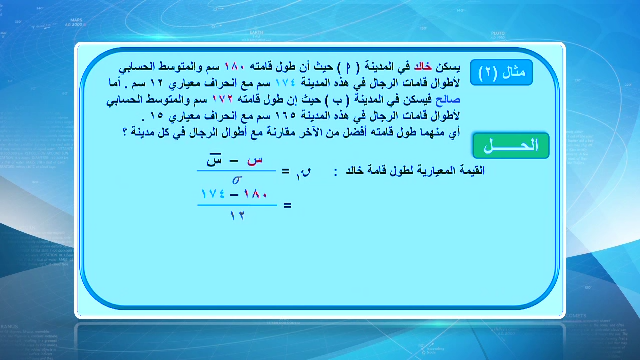 مثال (٢)
يسكن خالد في المدينة ( أ ) حيث أن طول قامته ١٨٠ سم والمتوسط الحسابي
لأطوال قامات الرجال في هذه المدينة ١٧٤ سم مع انحراف معياري ١٢ سم . أما
صالح فيسكن في المدينة ( ب ) حيث إن طول قامته ١٧٢ سم والمتوسط الحسابي
لأطوال قامات الرجال في هذه المدينة ١٦٥ سم مع انحراف معياري ١٥ .
أي منهما طول قامته أفضل من الآخر مقارنة مع أطوال الرجال في كل مدينة ؟
الحـــــل
القيمة المعيارية لطول قامة خالد : ن١ = (س – س̅) / σ
= (١٨٠ – ١٧٤) / ١٢